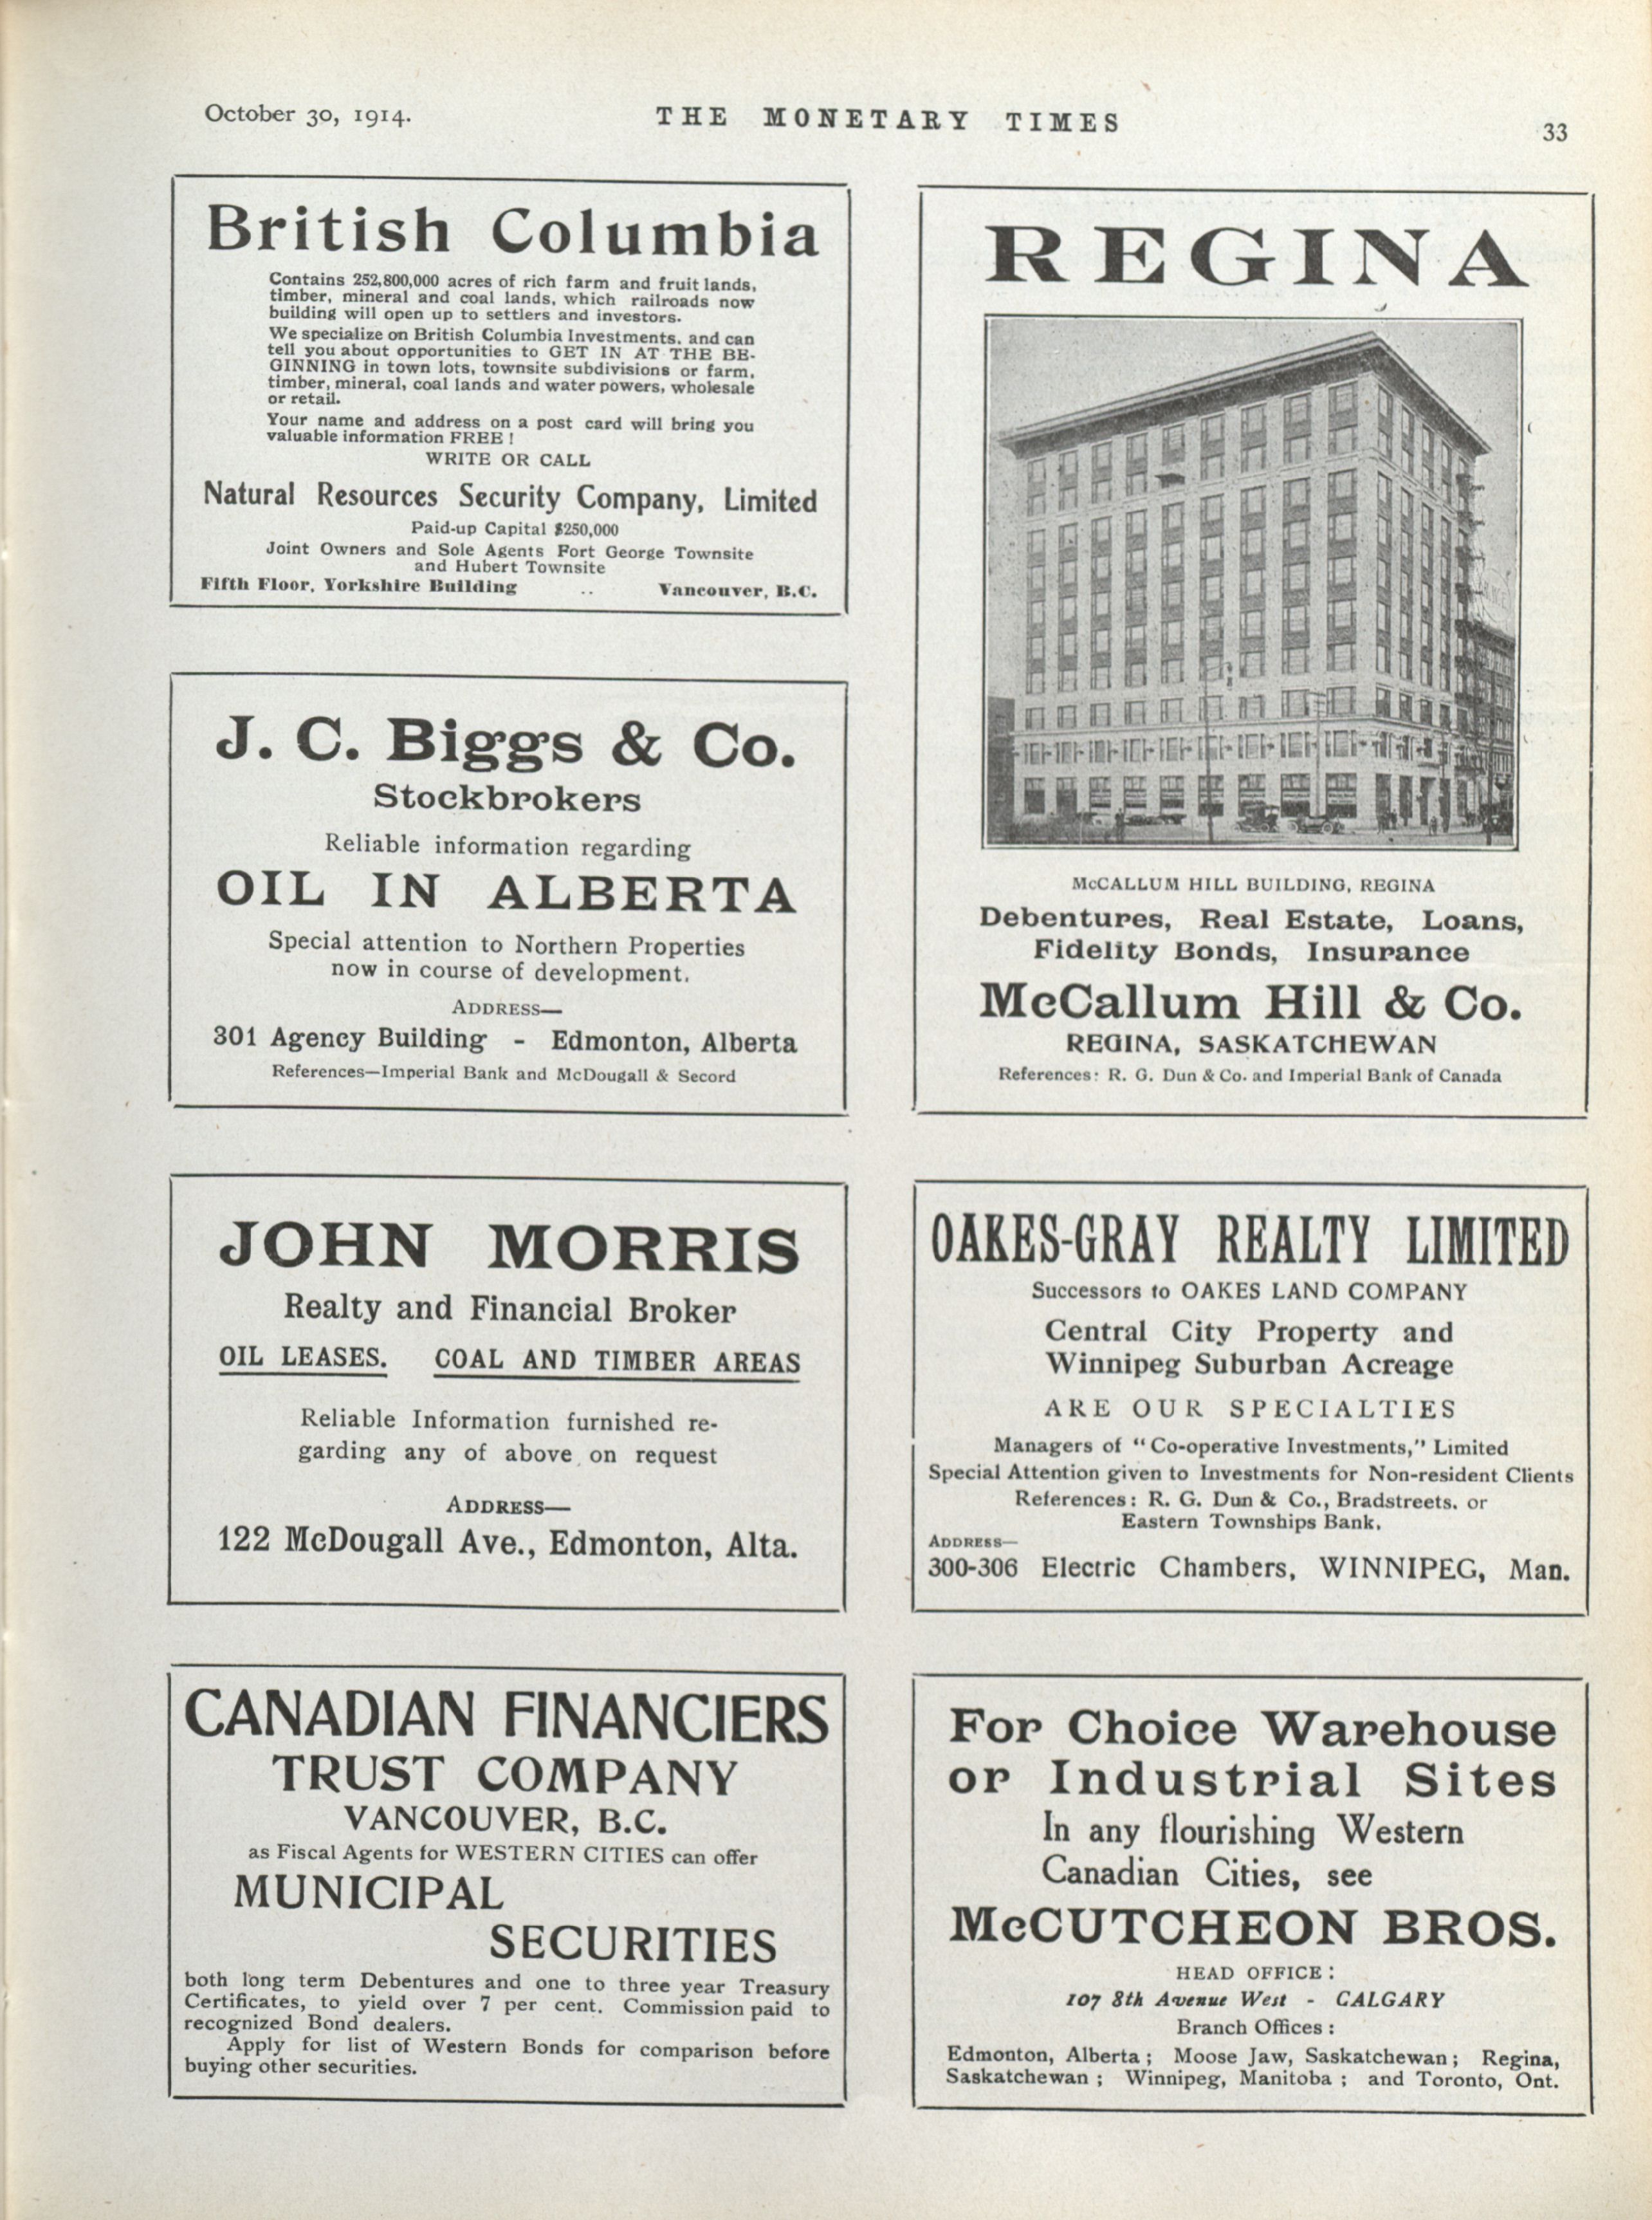 October 30, 1914.
THE MONETARY TIMES
33
British Columbia
Contains 252,800,000 acres of rich farm and fruit lands,
timber, mineral and coal lands, which railroads now
building will open up to settlers and investors.
We specialize on British Columbia Investments, and can
tell you about opportunities to GET IN AT THE BE-
GINNING in town lots, townsite subdivisions or farm,
timber, mineral, coal lands and water powers, wholesale
or retail.
Your name and address on a post card will bring you
valuable information FREE !
WRITE OR CALL
Natural Resources Security Company, Limited
Paid-up Capital $250,000
Joint Owners and Sole Agents Fort George Townsite
and Hubert Townsite
Fifth Floor, Yorkshire Building .. Vancouver, B.C.
J. C. Biggs & Co.
Stockbrokers
Reliable information regarding
OIL IN ALBERTA
Special attention to Northern Properties
now in course of development.
ADDRESS—
301 Agency Building - Edmonton, Alberta
References—Imperial Bank and McDougall & Secord
JOHN MORRIS
Realty and Financial Broker
OIL LEASES. COAL AND TIMBER AREAS
Reliable Information furnished re-
garding any of above on request
ADDRESS—
122 McDougall Ave., Edmonton, Alta.
CANADIAN FINANCIERS
TRUST COMPANY
VANCOUVER, B.C.
as Fiscal Agents for WESTERN CITIES can offer
MUNICIPAL
SECURITIES
both long term Debentures and one to three year Treasury
Certificates, to yield over 7 per cent. Commission paid to
recognized Bond dealers.
Apply for list of Western Bonds for comparison before
buying other securities.
REGINA
McCALLUM HILL BUILDING, REGINA
Debentures, Real Estate, Loans,
Fidelity Bonds, Insurance
McCallum Hill & Co.
REGINA, SASKATCHEWAN
References: R. G. Dun & Co. and Imperial Bank of Canada
OAKES-GRAY REALTY LIMITED
Successors to OAKES LAND COMPANY
Central City Property and
Winnipeg Suburban Acreage
ARE OUR SPECIALTIES
Managers of "Co-operative Investments," Limited
Special Attention given to Investments for Non-resident Clients
References: R. G. Dun & Co., Bradstreets. or
Eastern Townships Bank.
ADDRESS—
300-306 Electric Chambers, WINNIPEG, Man.
For Choice Warehouse
or Industrial Sites
In any flourishing Western
Canadian Cities, see
McCUTCHEON BROS.
HEAD OFFICE:
107 8th Avenue West - CALGARY
Branch Offices :
Edmonton, Alberta ; Moose Jaw, Saskatchewan ; Regina,
Saskatchewan ; Winnipeg, Manitoba ; and Toronto, Ont.